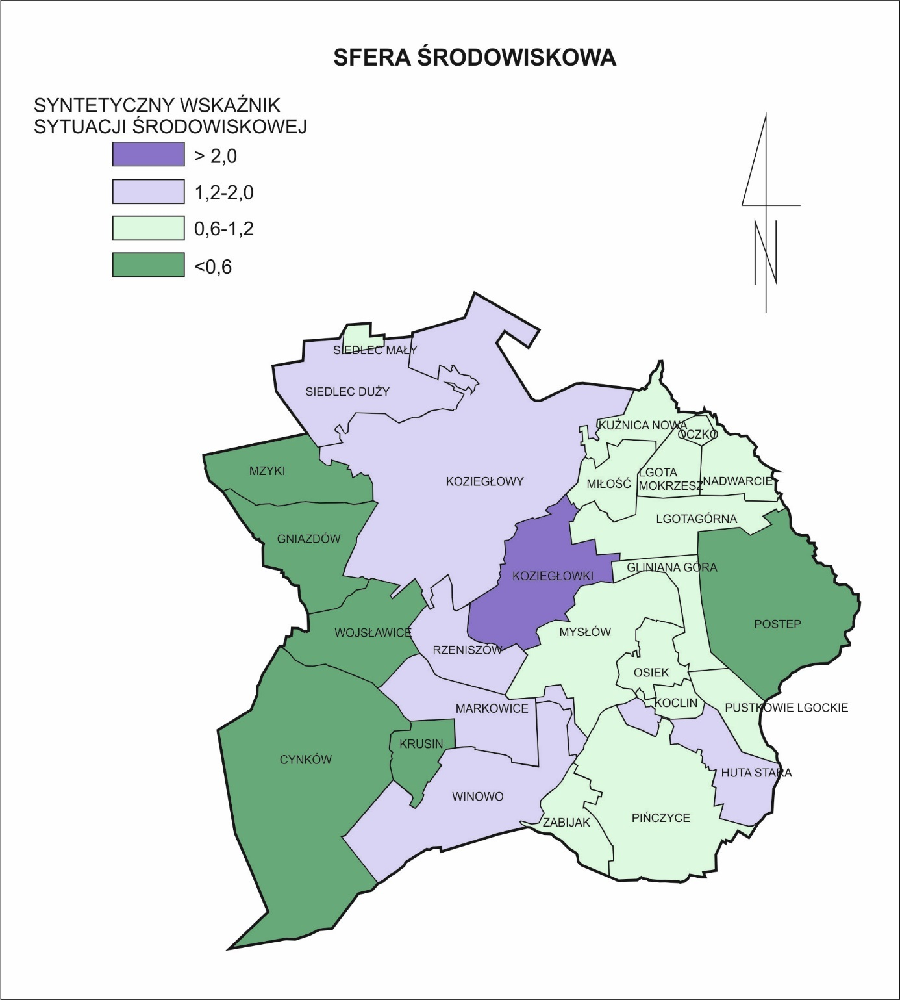 SFERA ŚRODOWISKOWA
SYNTETYCZNY WSKAŹNIK
SYTUACJI ŚRODOWISKOWEJ
> 2,0
1,2-2,0
0,6-1,2
<0,6
N
SIEDLEC MAŁY
SIEDLEC DUŻY
KUŹNICA NOWA
OCZKO
MZYKI
KOZIEGŁOWY
MIŁOŚĆ
LGOTA
MOKRZESZ
NADWARCIE
GNIAZDÓW
LGOTAGÓRNA
KOZIEGŁOWKI
GLINIANA GÓRA
WOJSŁAWICE
RZENISZÓW
MYSŁÓW
POSTEP
OSIEK
MARKOWICE
KOCLIN
PUSTKOWIE LGOCKIE
KRUSIN
CYNKÓW
HUTA STARA
WINOWO
ZABIJAK
PIŃCZYCE